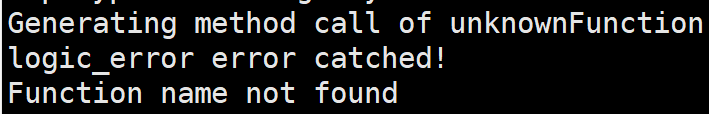 Generating method call of unknownFunction
logic_error error catched!
Function name not found